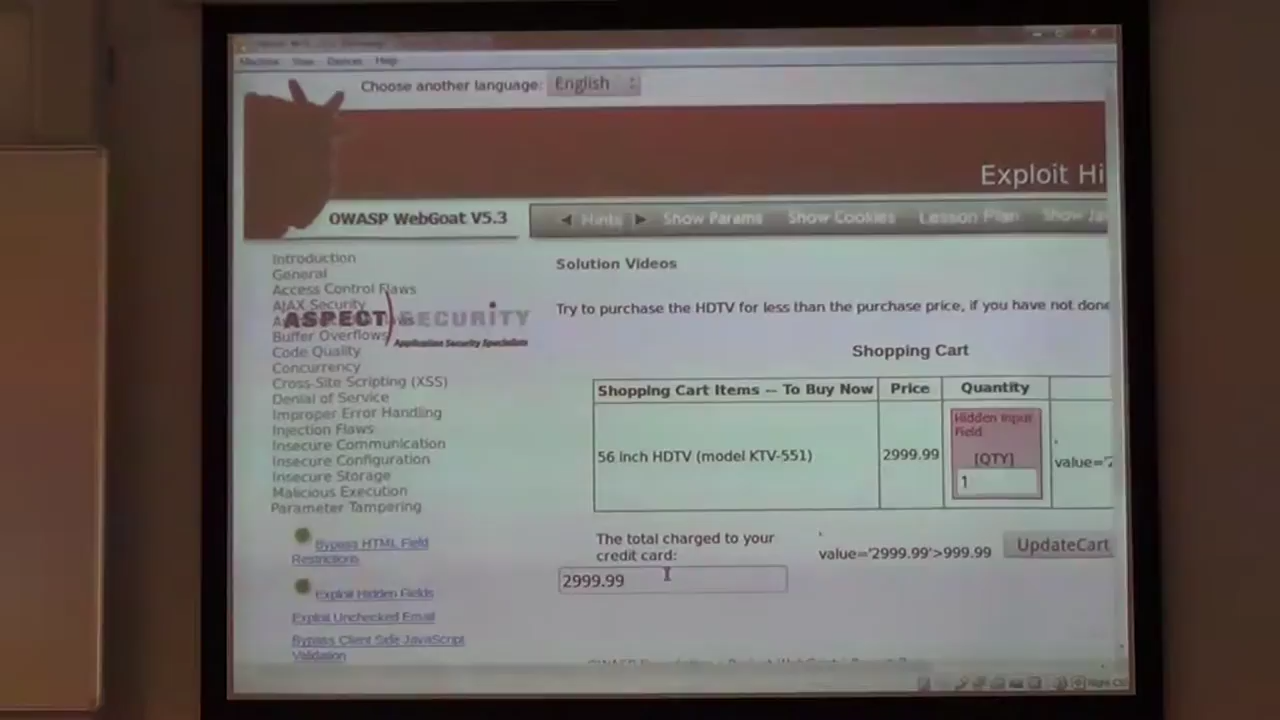 Machine View Devices Help
Choose another language: English
Exploit Hi
OWASP WebGoat V5.3
Hints Show Params Show Cookies Lesson Plan Show Ja
Introduction
General
Access Control Flaws
AJAX Security
ASPECT SECURITY
Application Security Specialists
Buffer Overflows
Code Quality
Concurrency
Cross-Site Scripting (XSS)
Denial of Service
Improper Error Handling
Injection Flaws
Insecure Communication
Insecure Configuration
Insecure Storage
Malicious Execution
Parameter Tampering
Bypass HTML Field
Restrictions
Exploit Hidden Fields
Exploit Unchecked Email
Bypass Client Side JavaScript
Validation
Solution Videos
Try to purchase the HDTV for less than the purchase price, if you have not done
Shopping Cart
Shopping Cart Items -- To Buy Now Price Quantity
56 inch HDTV (model KTV-551) 2999.99
Hidden Input
Field
[QTY]
1
value='2
The total charged to your
credit card:
'
value='2999.99'>999.99
UpdateCart
2999.99